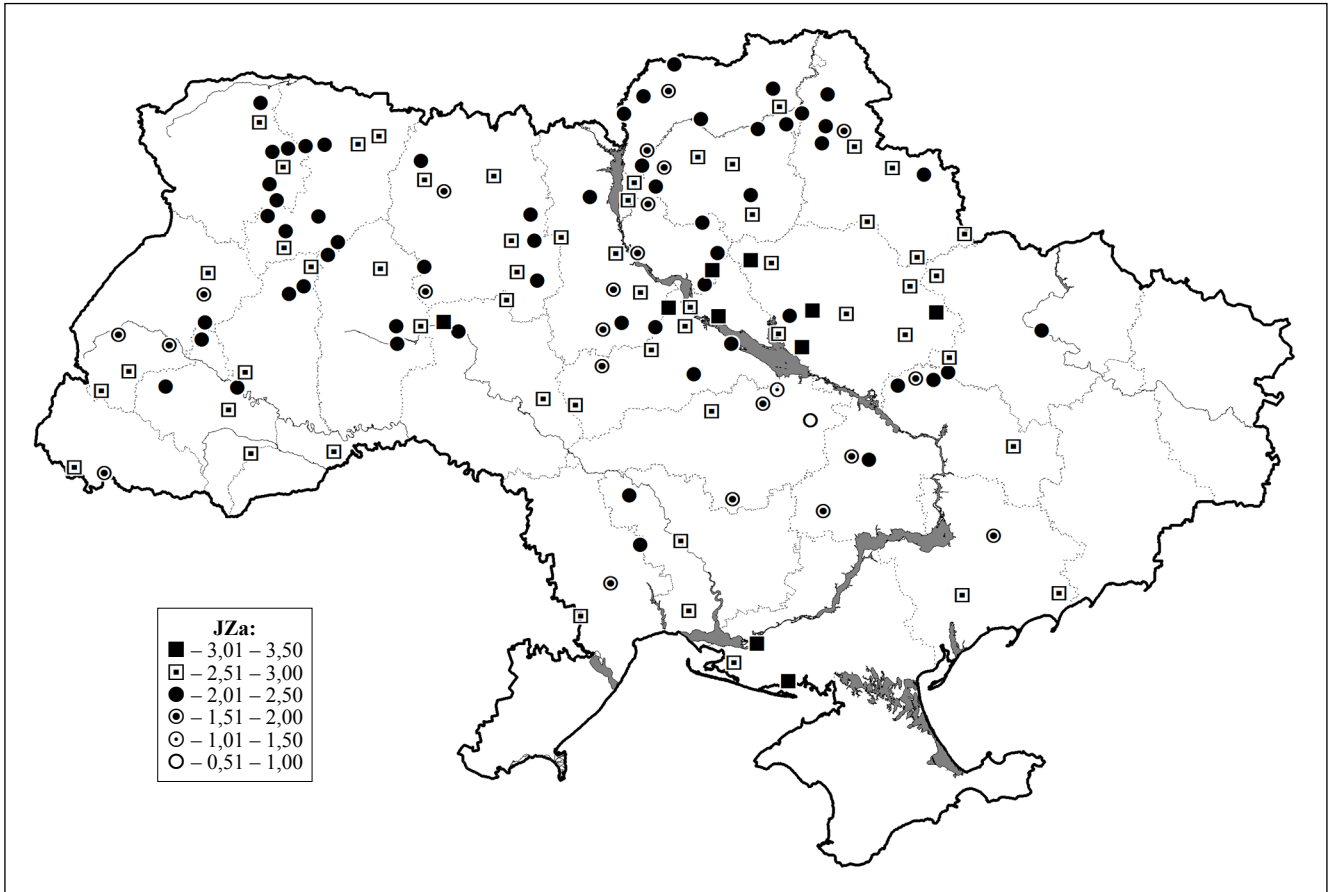 JZa:
– 3,01 – 3,50
– 2,51 – 3,00
– 2,01 – 2,50
– 1,51 – 2,00
– 1,01 – 1,50
– 0,51 – 1,00